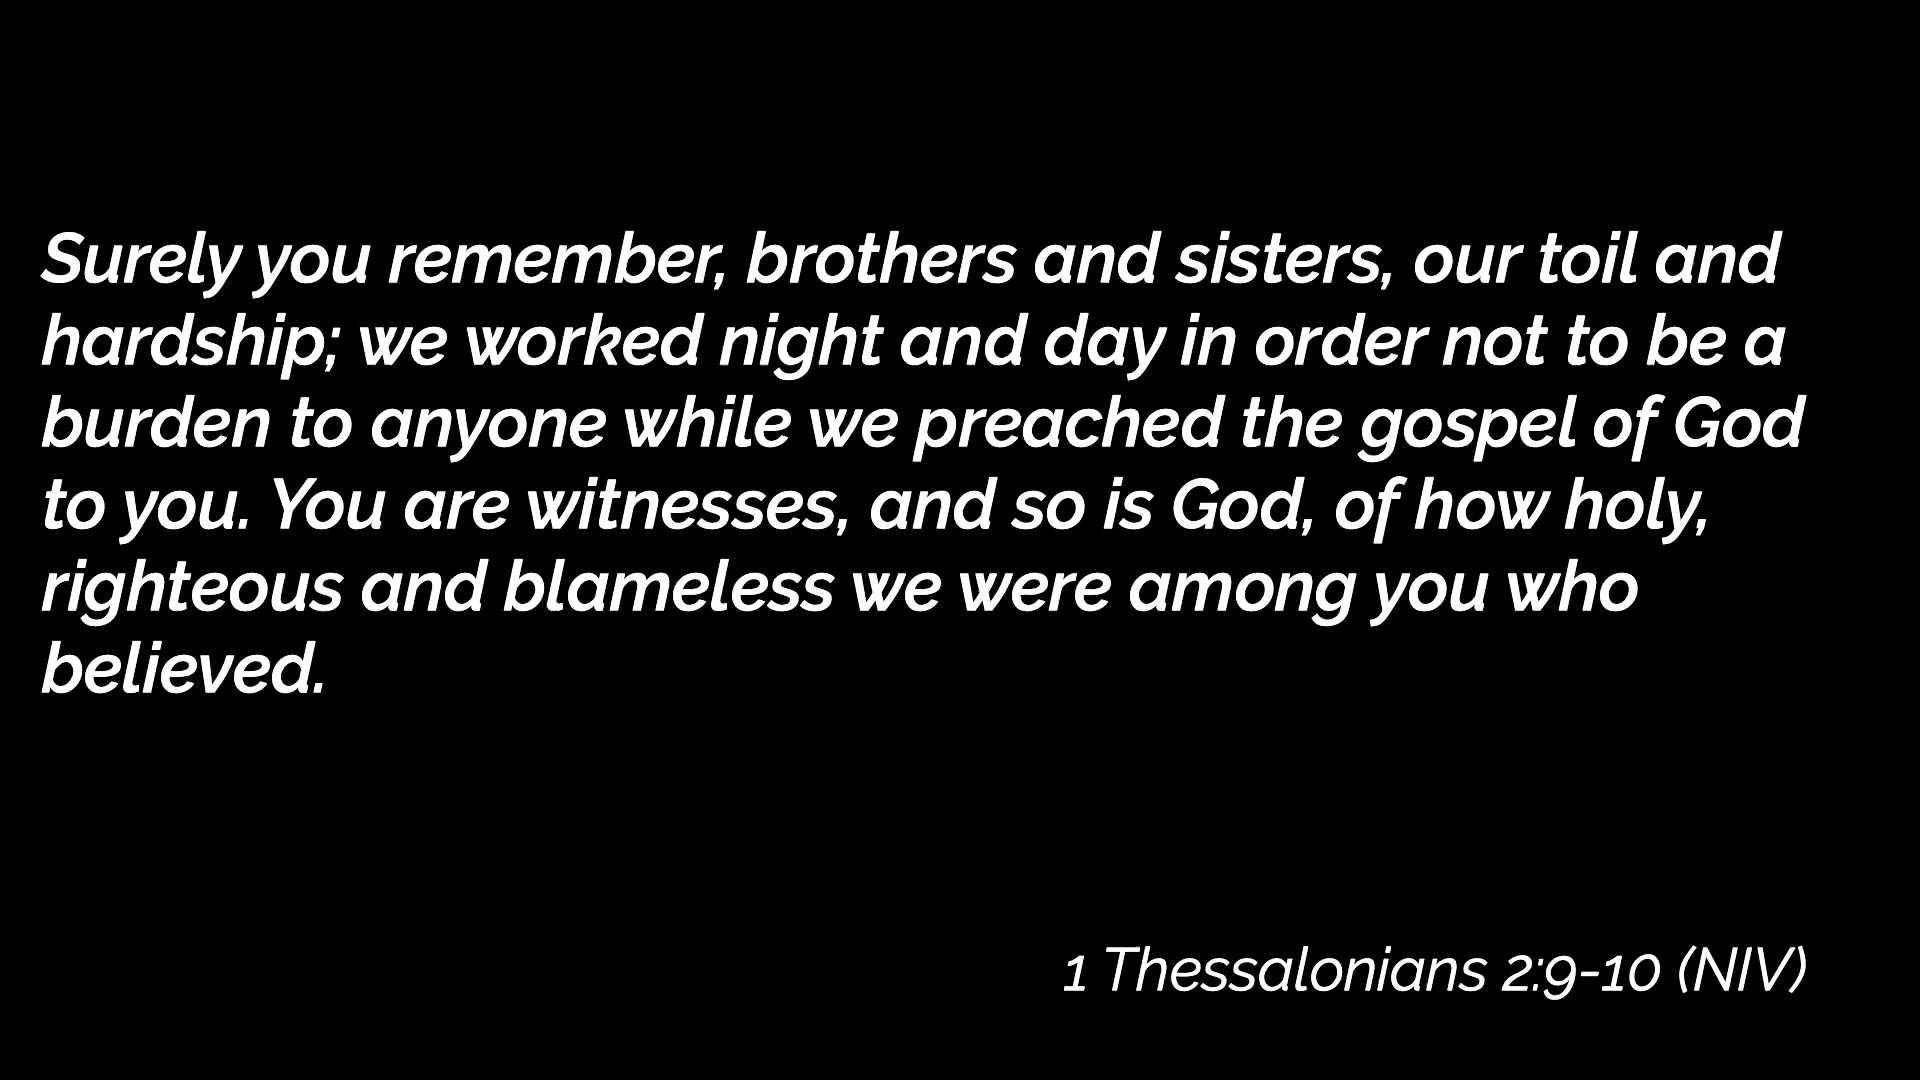 Surely you remember, brothers and sisters, our toil and
hardship; we worked night and day in order not to be a
burden to anyone while we preached the gospel of God
to you. You are witnesses, and so is God, of how holy,
righteous and blameless we were among you who
believed.
1 Thessalonians 2:9-10 (NIV)